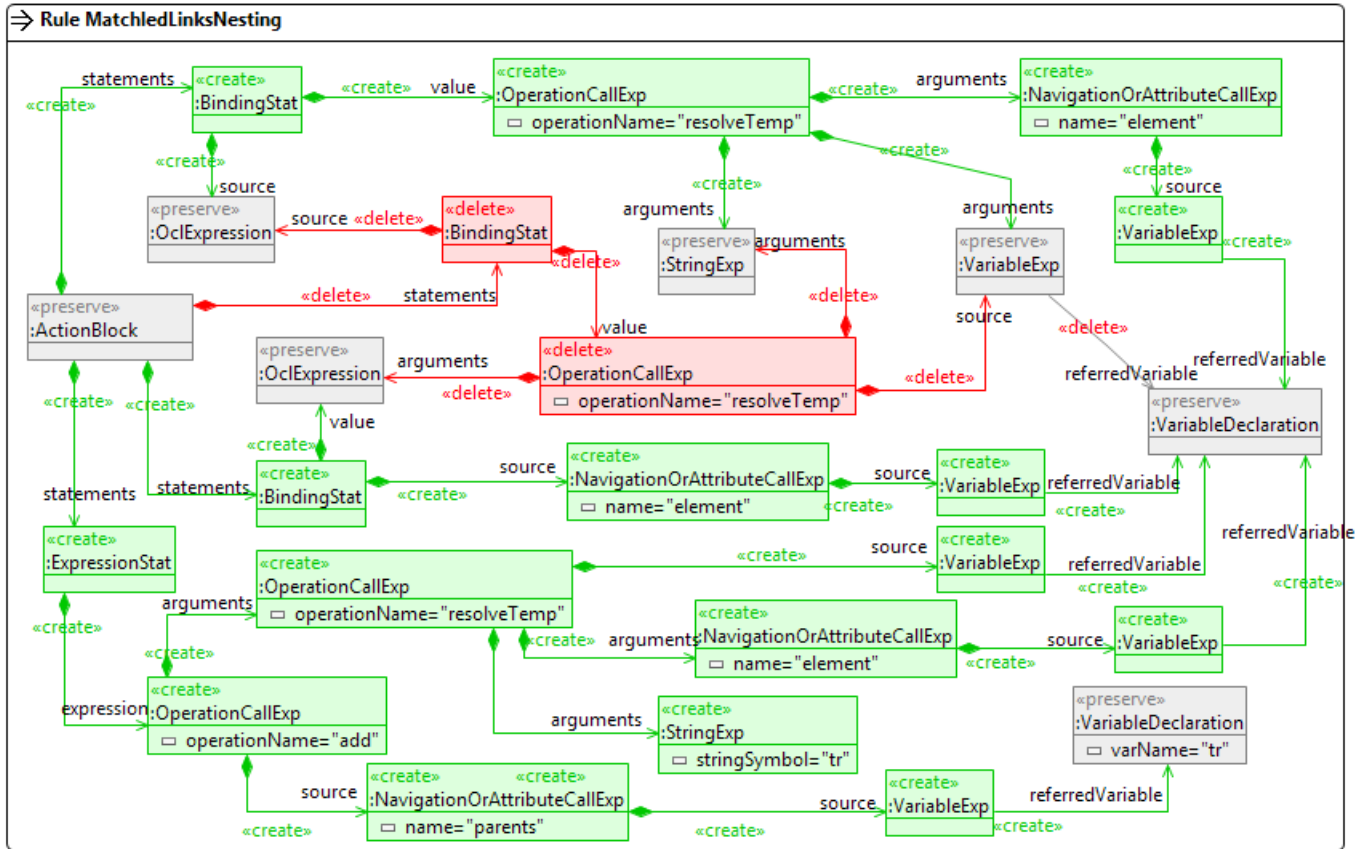 Rule MatchledLinksNesting
statements
«create»
«create»
:BindingStat
«create»
value
«create»
:OperationCallExp
operationName="resolveTemp"
«create»
arguments
«create»
:NavigationOrAttributeCallExp
name="element"
«create»
source
«create»
arguments
«create»
arguments
«create»
source
«preserve»
:OclExpression
source
«delete»
«delete»
:BindingStat
«delete»
«preserve»
:StringExp
arguments
«delete»
«preserve»
:VariableExp
source
«create»
:VariableExp
«create»
referredVariable
«delete»
referredVariable
«preserve»
:ActionBlock
«delete»
statements
value
«preserve»
:OclExpression
arguments
«delete»
«delete»
:OperationCallExp
operationName="resolveTemp"
«delete»
«preserve»
:VariableDeclaration
«create»
«create»
value
«create»
statements
statements
«create»
:BindingStat
«create»
source
«create»
:NavigationOrAttributeCallExp
name="element"
source
«create»
«create»
:VariableExp
referredVariable
«create»
«create»
:ExpressionStat
«create»
«create»
:OperationCallExp
operationName="resolveTemp"
«create»
source
«create»
:VariableExp
referredVariable
«create»
referredVariable
«create»
arguments
«create»
«create»
arguments
«create»
:NavigationOrAttributeCallExp
name="element"
source
«create»
«create»
:VariableExp
expression
«create»
:OperationCallExp
operationName="add"
arguments
«create»
«create»
:StringExp
stringSymbol="tr"
«preserve»
:VariableDeclaration
varName="tr"
source
«create»
«create»
«create»
:NavigationOrAttributeCallExp
name="parents"
source
«create»
«create»
:VariableExp
referredVariable
«create»